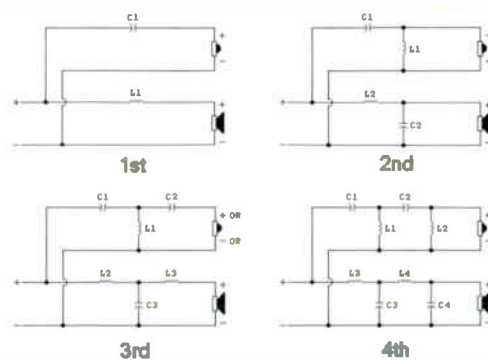 C1
+
−
L1
+
+
−
−
1st
C1
L1
+
−
L2
+
+
C2
−
−
2nd
C1 C2
L1
+ OR
− OR
L2 L3
+
+
C3
−
−
3rd
C1 C2
L1 L2
+
−
L3 L4
+
+
C3 C4
−
−
4th